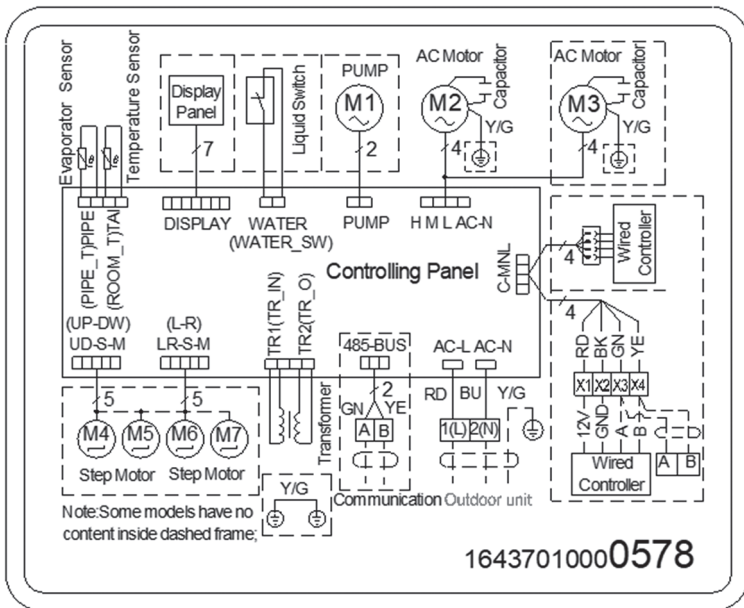 Evaporator Sensor
Temperature Sensor
Display
Panel
7
Liquid Switch
PUMP
M1
2
AC Motor
M2
Capacitor
Y/G
4
AC Motor
M3
Capacitor
Y/G
4
(PIPE_T)PIPE
(ROOM_T)TAI
DISPLAY
WATER
(WATER_SW)
PUMP
H M L AC-N
Controlling Panel
C-MNL
4
Wired
Controller
4
RD
BK
GN
YE
X1
X2
X3
X4
12V
GND
A
B
Wired
Controller
A
B
(UP-DW)
UD-S-M
(L-R)
LR-S-M
TR1(TR_IN)
TR2(TR_O)
485-BUS
AC-L
AC-N
5
5
M4
M5
M6
M7
Step Motor
Step Motor
Transformer
2
GN
YE
A
B
RD
BU
Y/G
1(L)
2(N)
Y/G
Communication
Outdoor unit
Note:Some models have no
content inside dashed frame;
16437010000578